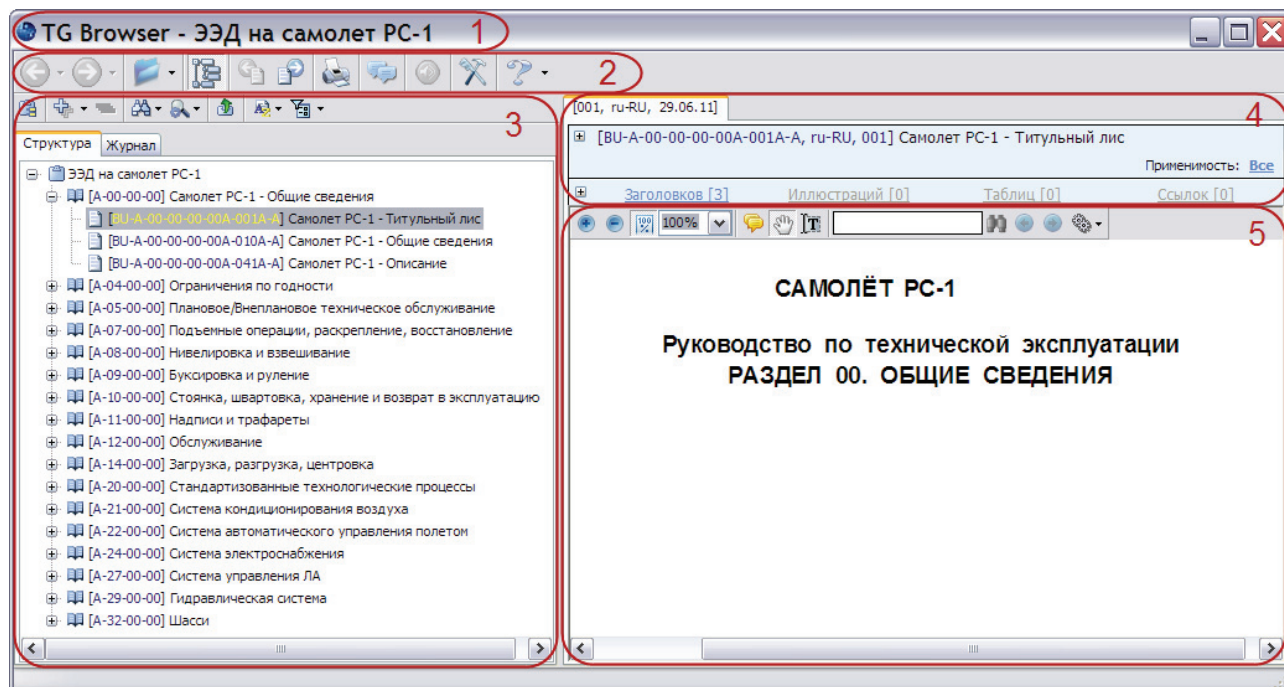 TG Browser - ЭЭД на самолет РС-1 1
2
3
Структура Журнал
ЭЭД на самолет РС-1
[A-00-00-00] Самолет РС-1 - Общие сведения
[BU-A-00-00-00-00A-001A-A] Самолет РС-1 - Титульный лис
[BU-A-00-00-00-00A-010A-A] Самолет РС-1 - Общие сведения
[BU-A-00-00-00-00A-041A-A] Самолет РС-1 - Описание
[A-04-00-00] Ограничения по годности
[A-05-00-00] Плановое/Внеплановое техническое обслуживание
[A-07-00-00] Подъемные операции, раскрепление, восстановление
[A-08-00-00] Нивелировка и взвешивание
[A-09-00-00] Буксировка и руление
[A-10-00-00] Стоянка, швартовка, хранение и возврат в эксплуатацию
[A-11-00-00] Надписи и трафареты
[A-12-00-00] Обслуживание
[A-14-00-00] Загрузка, разгрузка, центровка
[A-20-00-00] Стандартизованные технологические процессы
[A-21-00-00] Система кондиционирования воздуха
[A-22-00-00] Система автоматического управления полетом
[A-24-00-00] Система электроснабжения
[A-27-00-00] Система управления ЛА
[A-29-00-00] Гидравлическая система
[A-32-00-00] Шасси
[001, ru-RU, 29.06.11] 4
[BU-A-00-00-00-00A-001A-A, ru-RU, 001] Самолет РС-1 - Титульный лис
Применимость: Все
Заголовков [3] Иллюстраций [0] Таблиц [0] Ссылок [0]
100% 5
САМОЛЁТ РС-1
Руководство по технической эксплуатации
РАЗДЕЛ 00. ОБЩИЕ СВЕДЕНИЯ